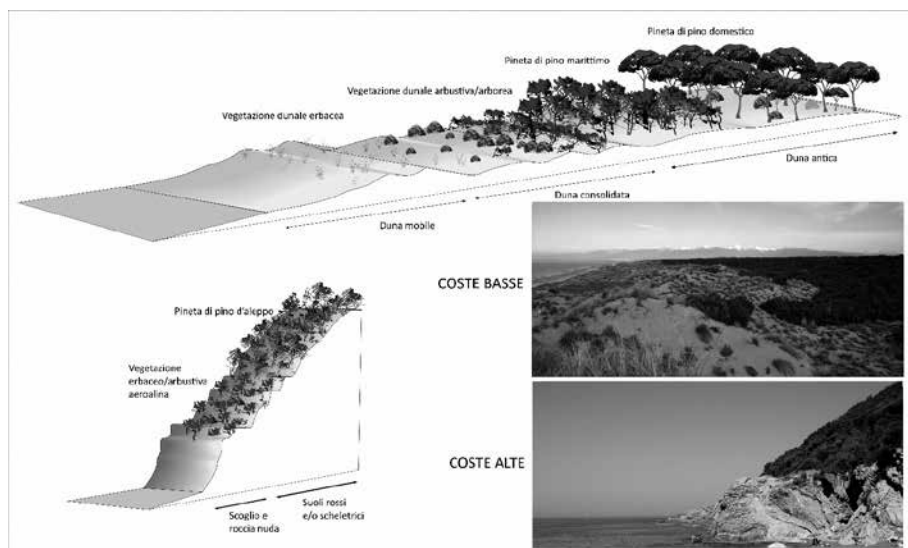 Pineta di pino domestico
Pineta di pino marittimo
Vegetazione dunale arbustiva/arborea
Vegetazione dunale erbacea
Duna antica
Duna consolidata
Duna mobile
COSTE BASSE
Pineta di pino d'aleppo
Vegetazione
erbaceo/arbustiva
aeroalina
COSTE ALTE
Suoli rossi
e/o scheletrici
Scoglio e
roccia nuda